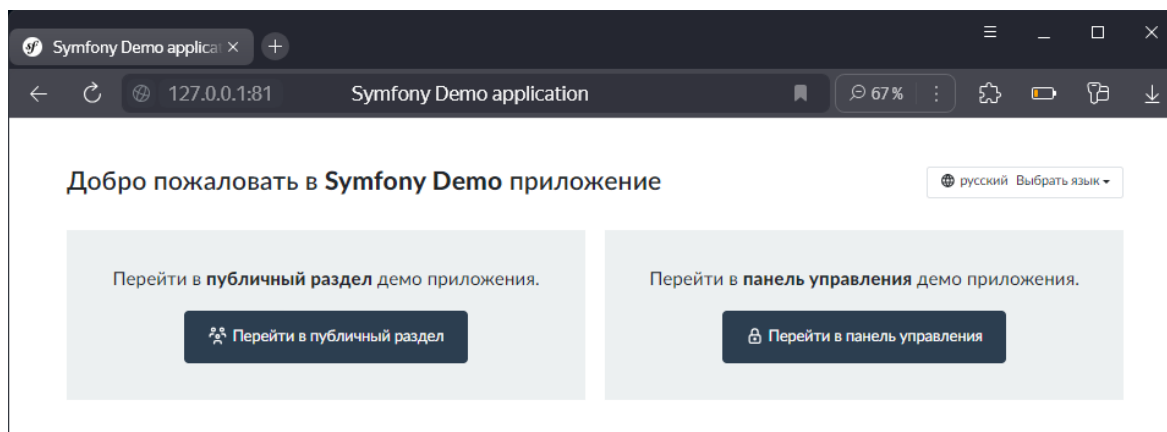 Symfony Demo applicat
127.0.0.1:81 Symfony Demo application 67 %
Добро пожаловать в Symfony Demo приложение
русский Выбрать язык
Перейти в публичный раздел демо приложения.
Перейти в публичный раздел
Перейти в панель управления демо приложения.
Перейти в панель управления